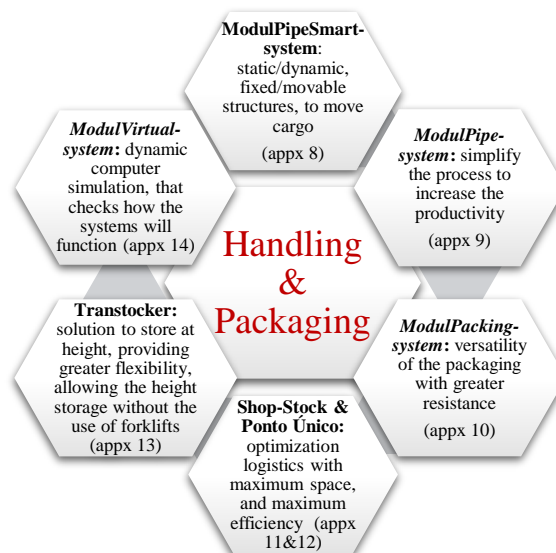 ModulPipeSmart-
system:
static/dynamic,
fixed/movable
structures, to move
cargo
(appx 8)
ModulPipe-
system: simplify
the process to
increase the
productivity
(appx 9)
ModulPacking-
system: versatility
of the packaging
with greater
resistance
(appx 10)
Shop-Stock &
Ponto Único:
optimization
logistics with
maximum space,
and maximum
efficiency (appx
11&12)
Transtocker:
solution to store at
height, providing
greater flexibility,
allowing the height
storage without the
use of forklifts
(appx 13)
ModulVirtual-
system: dynamic
computer
simulation, that
checks how the
systems will
function (appx 14)
Handling
&
Packaging